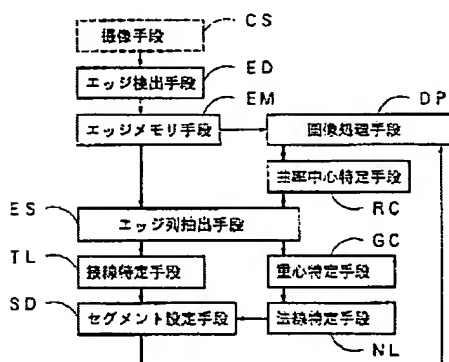 撮像手段 CS
エッジ検出手段 ED
エッジメモリ手段 EM
画像処理手段 DP
曲率中心特定手段 RC
ES エッジ列抽出手段
TL 接線特定手段
重心特定手段 GC
SD セグメント設定手段
法線特定手段 NL